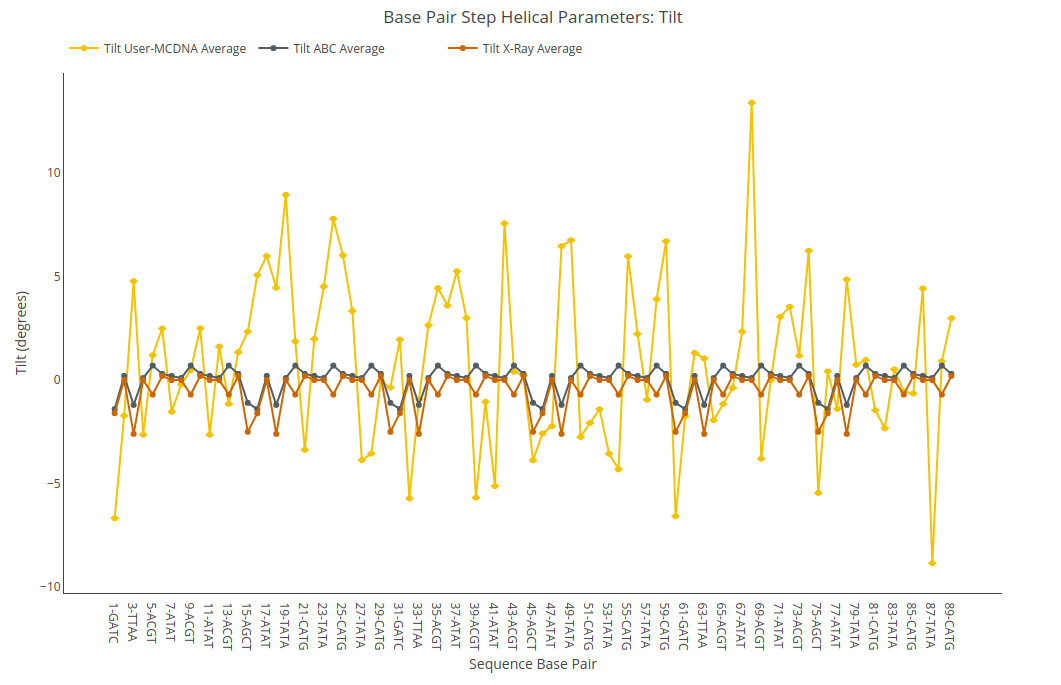 Base Pair Step Helical Parameters: Tilt
Tilt User-MCDNA Average
Tilt ABC Average
Tilt X-Ray Average
Tilt (degrees)
10
5
0
−5
−10
1-GATC
3-TTAA
5-ACGT
7-ATAT
9-ACGT
11-ATAT
13-ACGT
15-AGCT
17-ATAT
19-TATA
21-CATG
23-TATA
25-CATG
27-TATA
29-CATG
31-GATC
33-TTAA
35-ACGT
37-ATAT
39-ACGT
41-ATAT
43-ACGT
45-AGCT
47-ATAT
49-TATA
51-CATG
53-TATA
55-CATG
57-TATA
59-CATG
61-GATC
63-TTAA
65-ACGT
67-ATAT
69-ACGT
71-ATAT
73-ACGT
75-AGCT
77-ATAT
79-TATA
81-CATG
83-TATA
85-CATG
87-TATA
89-CATG
Sequence Base Pair